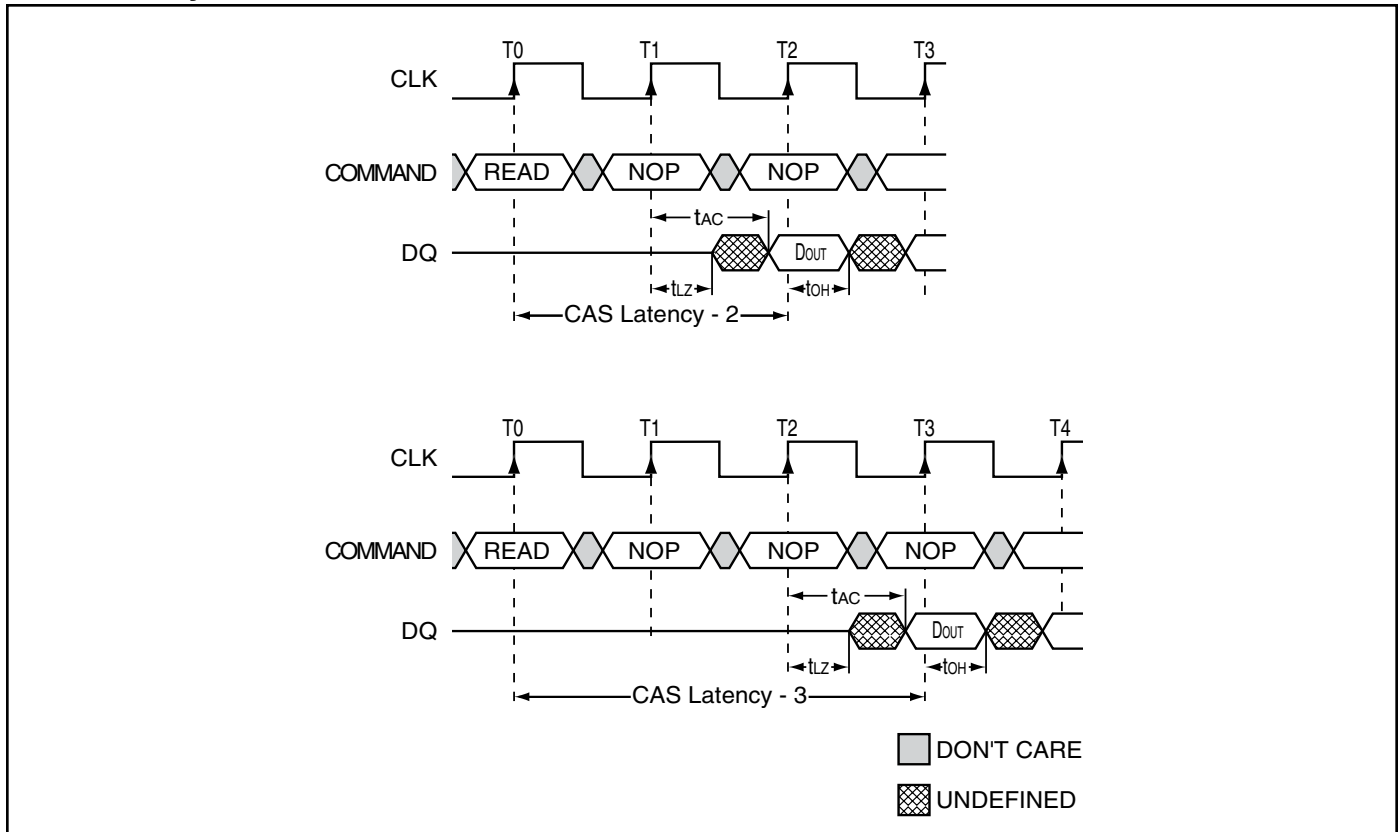 T0 T1 T2 T3
CLK
COMMAND READ NOP NOP
tAC
DQ DOUT
tLZ tOH
CAS Latency - 2
T0 T1 T2 T3 T4
CLK
COMMAND READ NOP NOP NOP
tAC
DQ DOUT
tLZ tOH
CAS Latency - 3
DON'T CARE
UNDEFINED